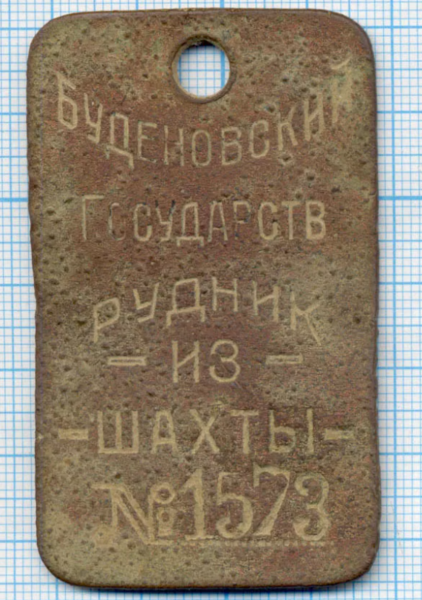 БУДЕНОВСКИЙ
ГОСУДАРСТВ
РУДНИК
- ИЗ -
- ШАХТЫ -
№1573